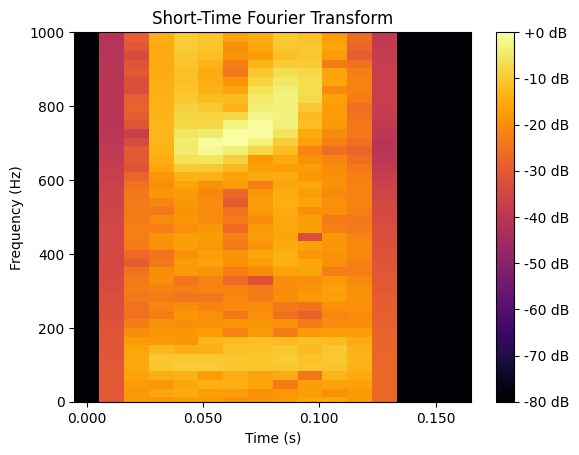 Short-Time Fourier Transform
1000
800
600
400
200
0
Frequency (Hz)
0.000
0.050
0.100
0.150
Time (s)
+0 dB
-10 dB
-20 dB
-30 dB
-40 dB
-50 dB
-60 dB
-70 dB
-80 dB